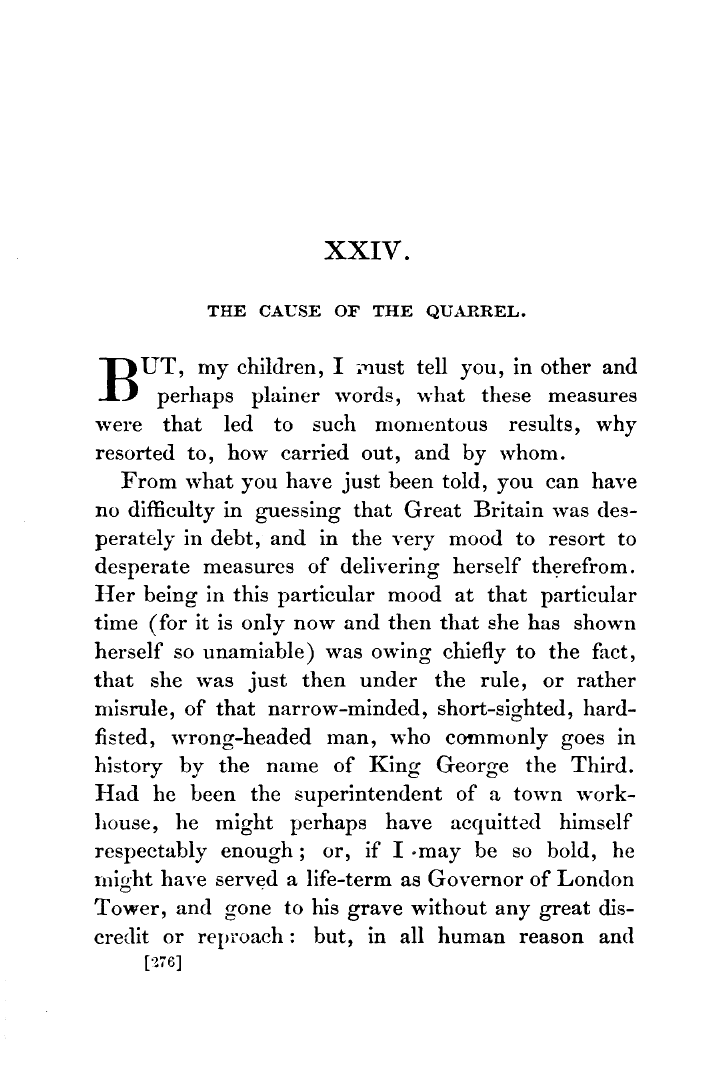 XXIV.
THE CAUSE OF THE QUARREL.
BUT, my children, I must tell you, in other and
perhaps plainer words, what these measures
were that led to such momentous results, why
resorted to, how carried out, and by whom.
From what you have just been told, you can have
no difficulty in guessing that Great Britain was des-
perately in debt, and in the very mood to resort to
desperate measures of delivering herself therefrom.
Her being in this particular mood at that particular
time (for it is only now and then that she has shown
herself so unamiable) was owing chiefly to the fact,
that she was just then under the rule, or rather
misrule, of that narrow-minded, short-sighted, hard-
fisted, wrong-headed man, who commonly goes in
history by the name of King George the Third.
Had he been the superintendent of a town work-
house, he might perhaps have acquitted himself
respectably enough; or, if I may be so bold, he
might have served a life-term as Governor of London
Tower, and gone to his grave without any great dis-
credit or reproach: but, in all human reason and
[276]